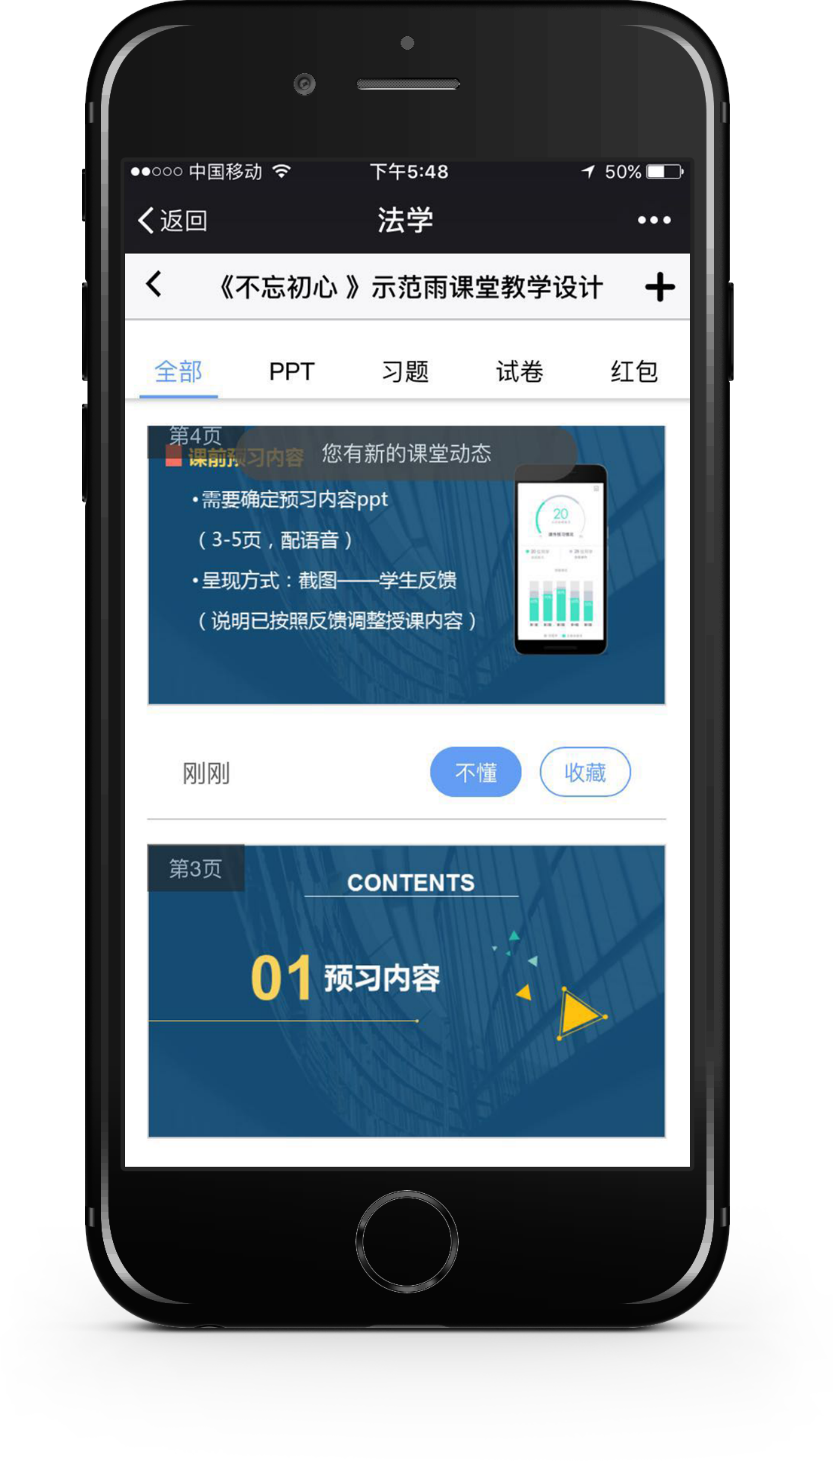 中国移动
下午5:48
50%
返回
法学
《不忘初心 》示范雨课堂教学设计
全部
PPT
习题
试卷
红包
第4页
您有新的课堂动态
课前预习内容
•需要确定预习内容ppt
（3-5页，配语音）
•呈现方式：截图——学生反馈
（说明已按照反馈调整授课内容）
20
刚刚
不懂
收藏
第3页
CONTENTS
01 预习内容